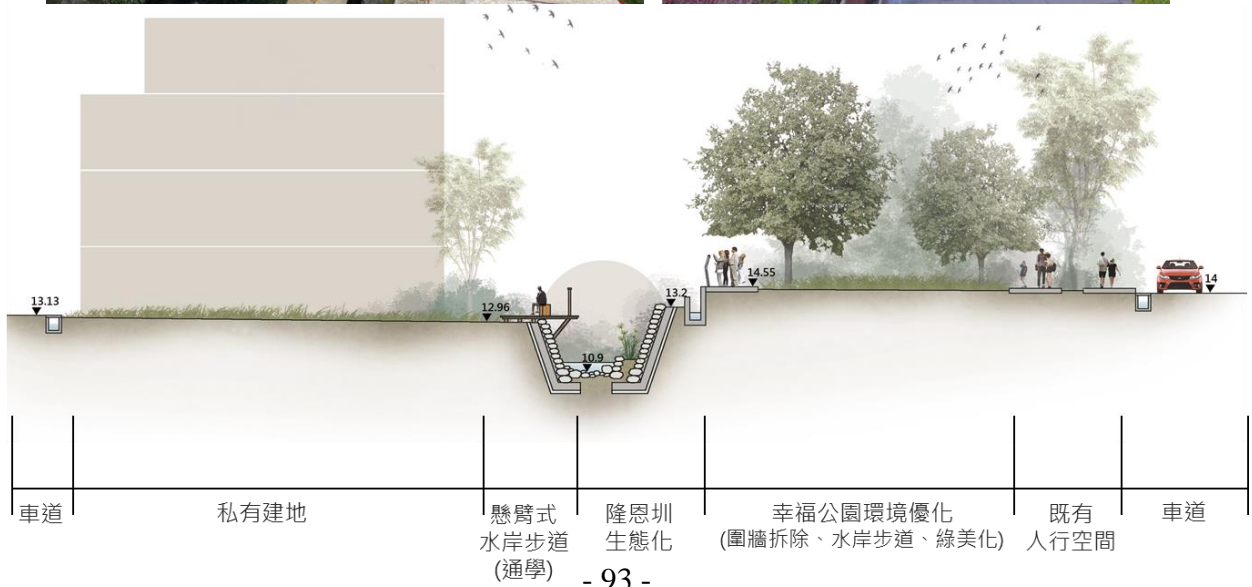 13.13
12.96
10.9
13.2
14.55
14
車道
私有建地
懸臂式
水岸步道
(通學)
隆恩圳
生態化
幸福公園環境優化
(圍牆拆除、水岸步道、綠美化)
既有
人行空間
車道
- 93 -